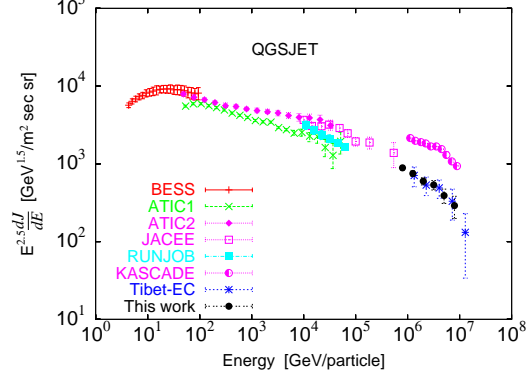 QGSJET
10^5
10^4
10^3
10^2
10^1
E^{2.5} dJ/dE [GeV^{1.5}/m^2 sec sr]
BESS
ATIC1
ATIC2
JACEE
RUNJOB
KASCADE
Tibet-EC
This work
10^0 10^1 10^2 10^3 10^4 10^5 10^6 10^7 10^8
Energy [GeV/particle]